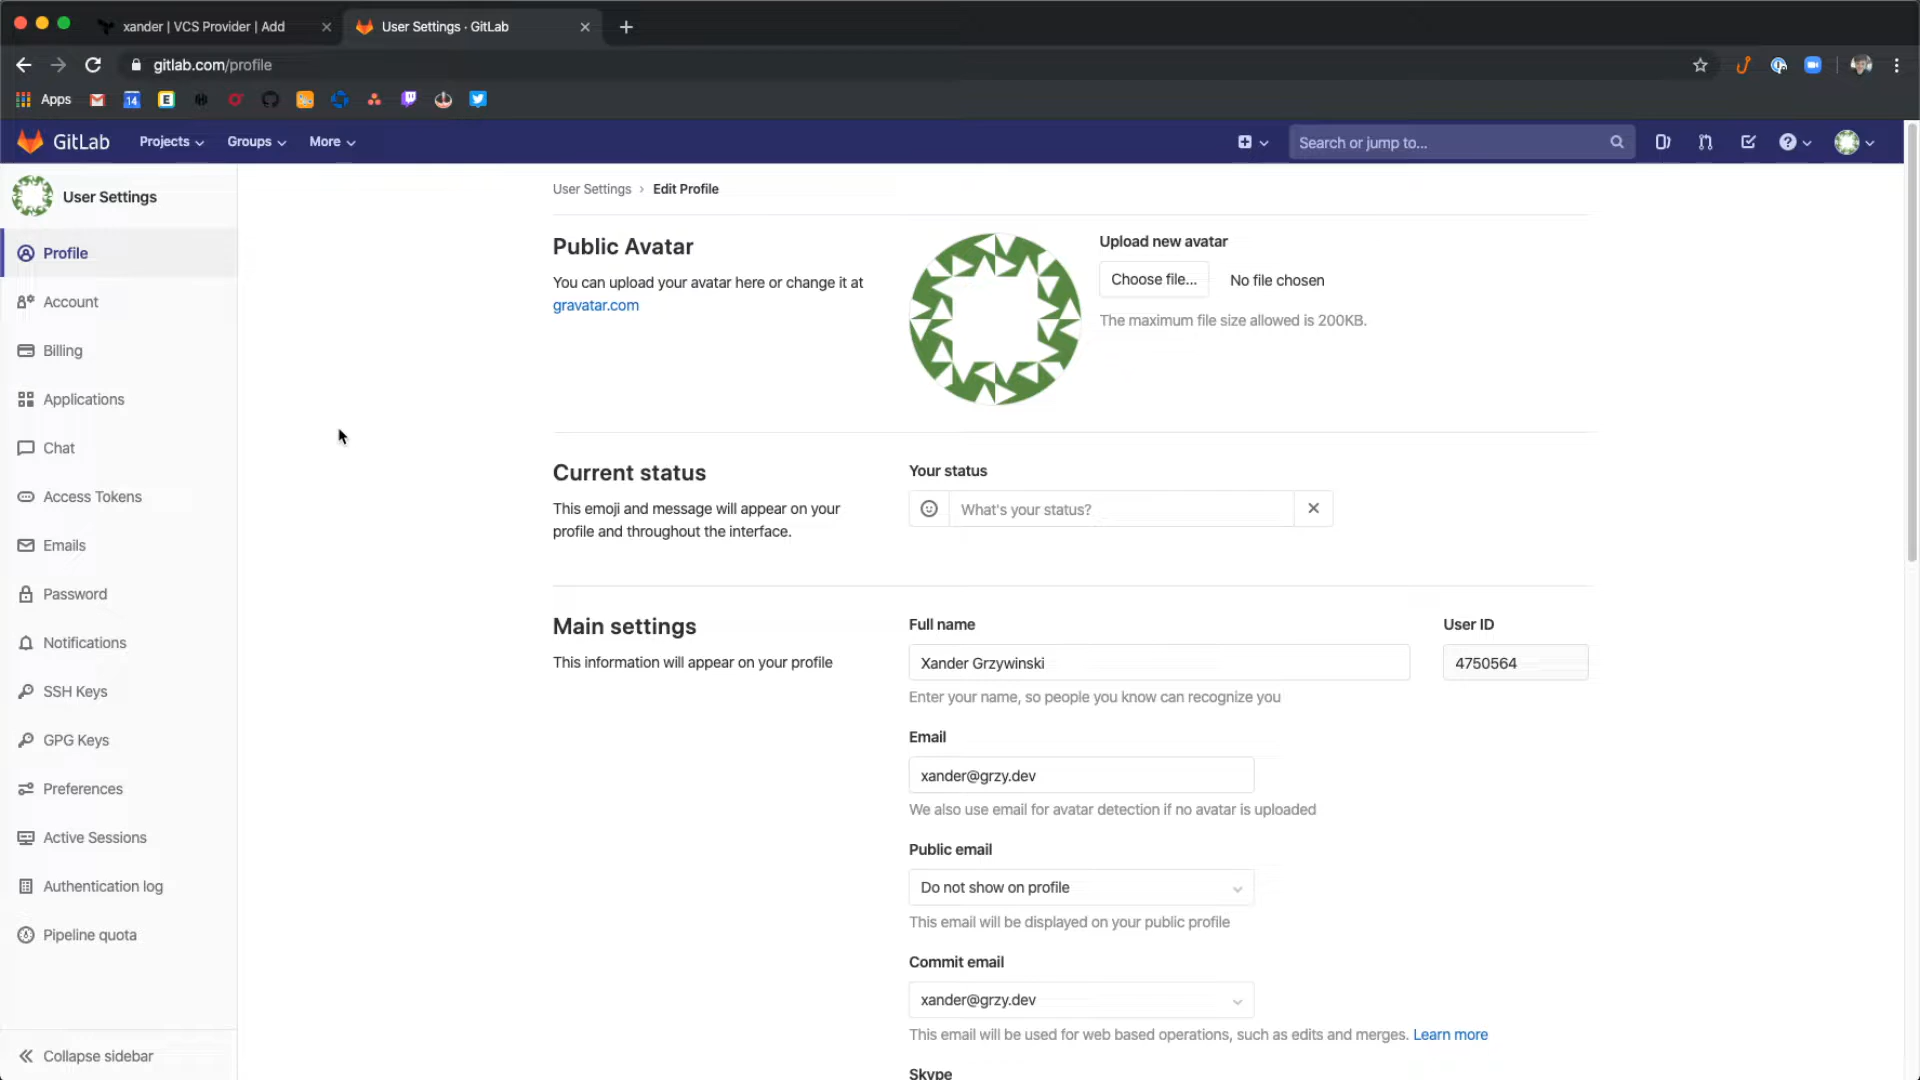 xander | VCS Provider | Add
User Settings · GitLab
gitlab.com/profile
Apps
14
E
GitLab
Projects
Groups
More
Search or jump to...
User Settings
Profile
Account
Billing
Applications
Chat
Access Tokens
Emails
Password
Notifications
SSH Keys
GPG Keys
Preferences
Active Sessions
Authentication log
Pipeline quota
Collapse sidebar
User Settings › Edit Profile
Public Avatar
You can upload your avatar here or change it at
gravatar.com
Upload new avatar
Choose file... No file chosen
The maximum file size allowed is 200KB.
Current status
This emoji and message will appear on your
profile and throughout the interface.
Your status
What's your status?
Main settings
This information will appear on your profile
Full name
Xander Grzywinski
Enter your name, so people you know can recognize you
User ID
4750564
Email
xander@grzy.dev
We also use email for avatar detection if no avatar is uploaded
Public email
Do not show on profile
This email will be displayed on your public profile
Commit email
xander@grzy.dev
This email will be used for web based operations, such as edits and merges. Learn more
Skype